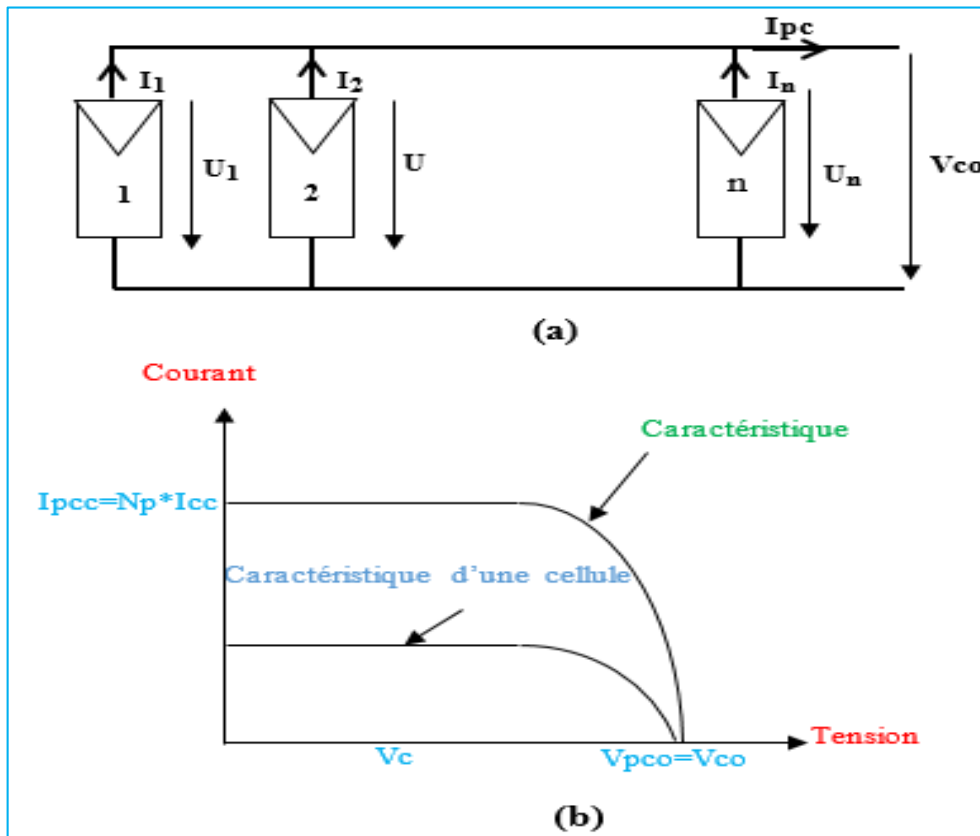 Ipc
I1
I2
In
U1
U
Un
Vco
1
2
n
(a)
Courant
Caractéristique
Ipcc=Np*Icc
Caractéristique d'une cellule
Tension
Vc
Vpco=Vco
(b)